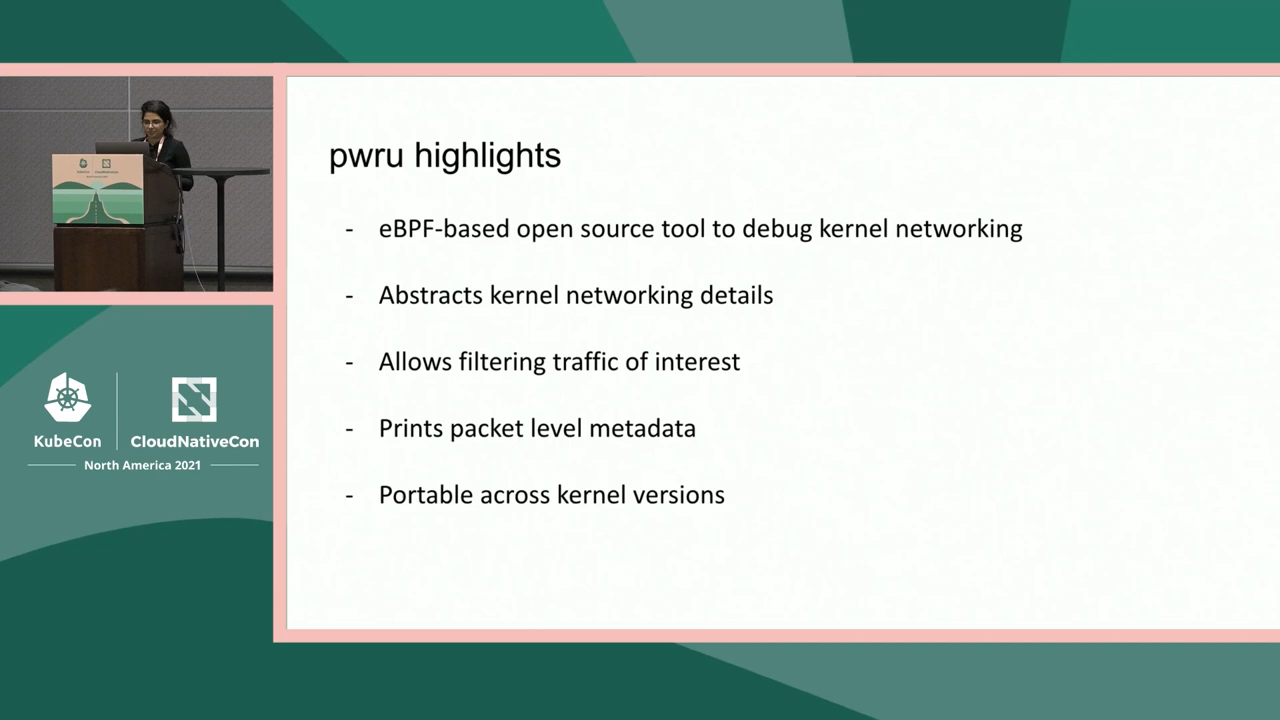 pwru highlights
- eBPF-based open source tool to debug kernel networking
- Abstracts kernel networking details
- Allows filtering traffic of interest
- Prints packet level metadata
- Portable across kernel versions
KubeCon
CloudNativeCon
North America 2021